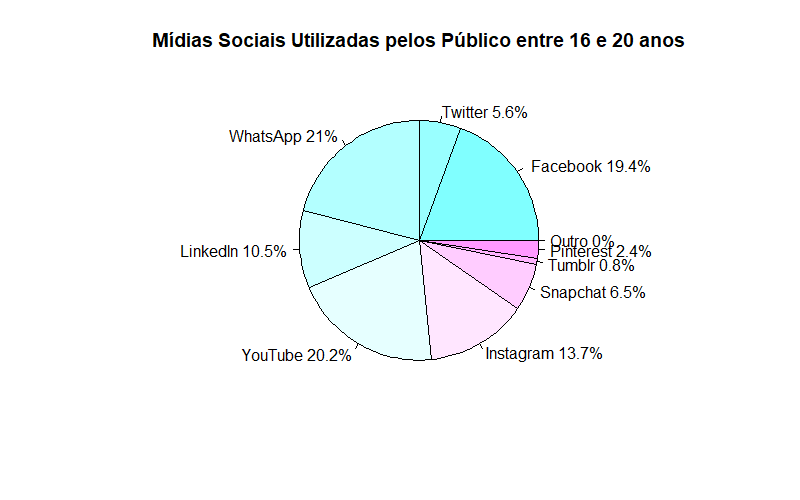 Mídias Sociais Utilizadas pelos Público entre 16 e 20 anos
Twitter 5.6%
WhatsApp 21%
Facebook 19.4%
Outro 0%
Pinterest 2.4%
LinkedIn 10.5%
Tumblr 0.8%
Snapchat 6.5%
YouTube 20.2%
Instagram 13.7%